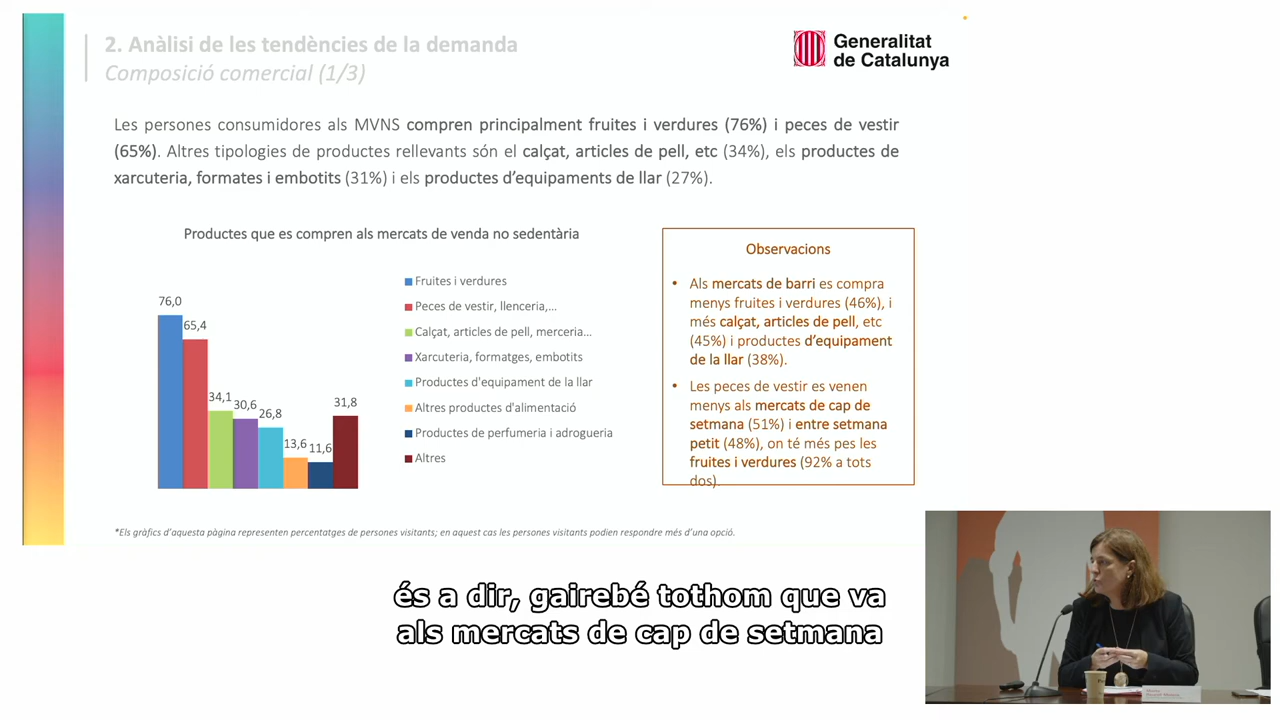 2. Anàlisi de les tendències de la demanda
Composició comercial (1/3)
Generalitat
de Catalunya
Les persones consumidores als MVNS compren principalment fruites i verdures (76%) i peces de vestir
(65%). Altres tipologies de productes rellevants són el calçat, articles de pell, etc (34%), els productes de
xarcuteria, formates i embotits (31%) i els productes d'equipaments de llar (27%).
Productes que es compren als mercats de venda no sedentària
76,0
65,4
34,1
30,6
26,8
13,6
11,6
31,8
Fruites i verdures
Peces de vestir, llenceria,...
Calçat, articles de pell, merceria...
Xarcuteria, formatges, embotits
Productes d'equipament de la llar
Altres productes d'alimentació
Productes de perfumeria i adrogueria
Altres
Observacions
• Als mercats de barri es compra
menys fruites i verdures (46%), i
més calçat, articles de pell, etc
(45%) i productes d'equipament
de la llar (38%).
• Les peces de vestir es venen
menys als mercats de cap de
setmana (51%) i entre setmana
petit (48%), on té més pes les
fruites i verdures (92% a tots
dos).
*Els gràfics d'aquesta pàgina representen percentatges de persones visitants; en aquest cas les persones visitants podien respondre més d'una opció.
és a dir, gairebé tothom que va
als mercats de cap de setmana